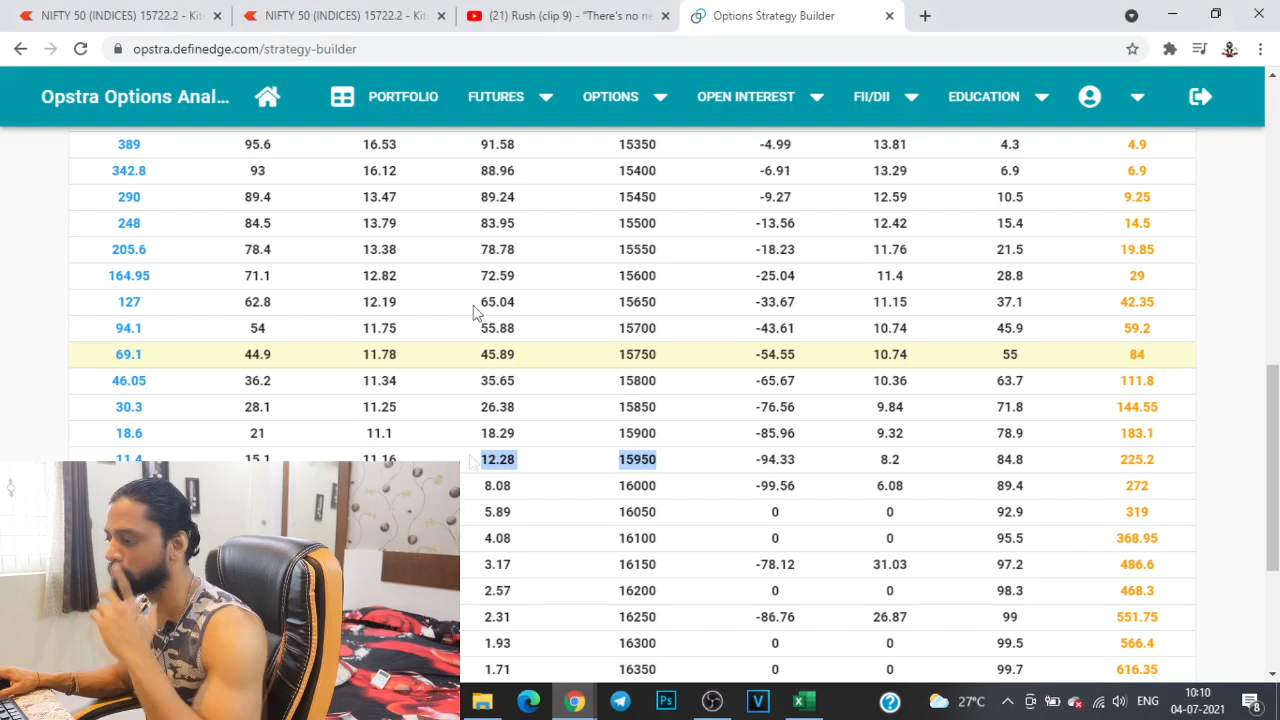 NIFTY 50 (INDICES) 15722.2 - Kit
NIFTY 50 (INDICES) 15722.2 - Kit
(21) Rush (clip 9) - "There's no ne
Options Strategy Builder
opstra.definedge.com/strategy-builder
Opstra Options Anal... PORTFOLIO FUTURES OPTIONS OPEN INTEREST FII/DII EDUCATION
389 95.6 16.53 91.58 15350 -4.99 13.81 4.3 4.9
342.8 93 16.12 88.96 15400 -6.91 13.29 6.9 6.9
290 89.4 13.47 89.24 15450 -9.27 12.59 10.5 9.25
248 84.5 13.79 83.95 15500 -13.56 12.42 15.4 14.5
205.6 78.4 13.38 78.78 15550 -18.23 11.76 21.5 19.85
164.95 71.1 12.82 72.59 15600 -25.04 11.4 28.8 29
127 62.8 12.19 65.04 15650 -33.67 11.15 37.1 42.35
94.1 54 11.75 55.88 15700 -43.61 10.74 45.9 59.2
69.1 44.9 11.78 45.89 15750 -54.55 10.74 55 84
46.05 36.2 11.34 35.65 15800 -65.67 10.36 63.7 111.8
30.3 28.1 11.25 26.38 15850 -76.56 9.84 71.8 144.55
18.6 21 11.1 18.29 15900 -85.96 9.32 78.9 183.1
11.4 15.1 11.16 12.28 15950 -94.33 8.2 84.8 225.2
8.08 16000 -99.56 6.08 89.4 272
5.89 16050 0 0 92.9 319
4.08 16100 0 0 95.5 368.95
3.17 16150 -78.12 31.03 97.2 486.6
2.57 16200 0 0 98.3 468.3
2.31 16250 -86.76 26.87 99 551.75
1.93 16300 0 0 99.5 566.4
1.71 16350 0 0 99.7 616.35
27°C ENG 10:10
04-07-2021 8